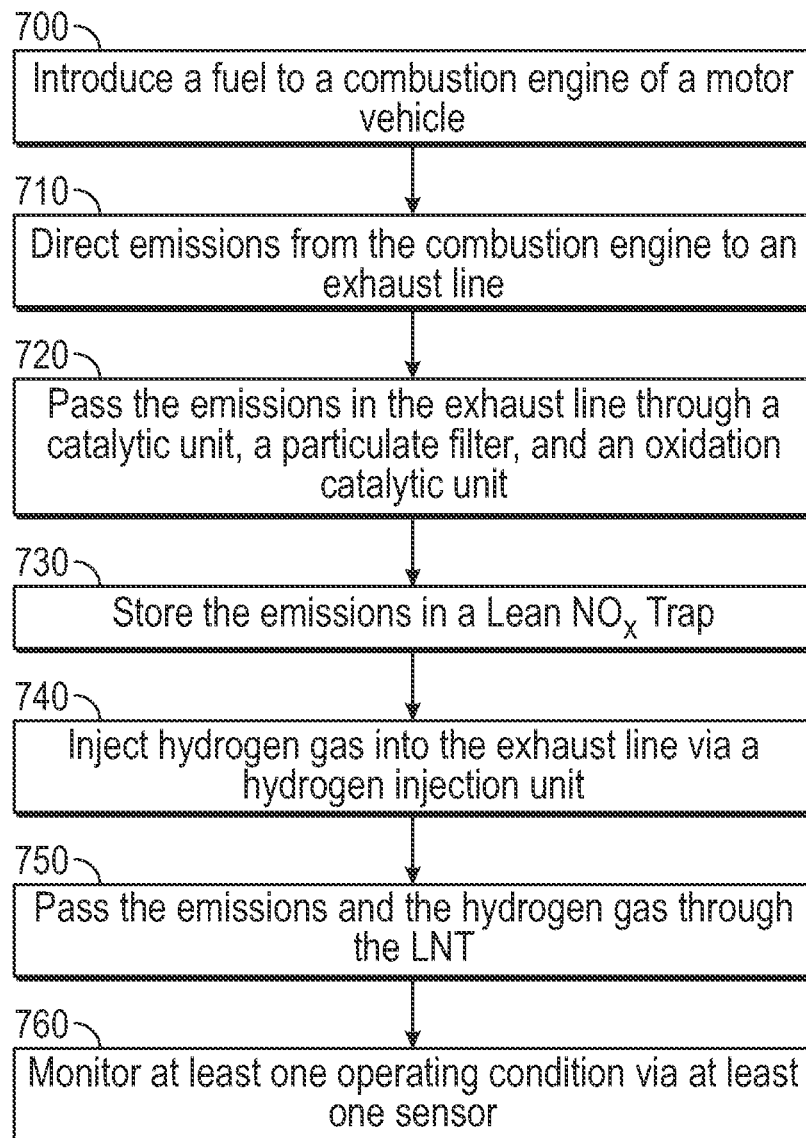 700
Introduce a fuel to a combustion engine of a motor
vehicle
710
Direct emissions from the combustion engine to an
exhaust line
720
Pass the emissions in the exhaust line through a
catalytic unit, a particulate filter, and an oxidation
catalytic unit
730
Store the emissions in a Lean NOₓ Trap
740
Inject hydrogen gas into the exhaust line via a
hydrogen injection unit
750
Pass the emissions and the hydrogen gas through
the LNT
760
Monitor at least one operating condition via at least
one sensor